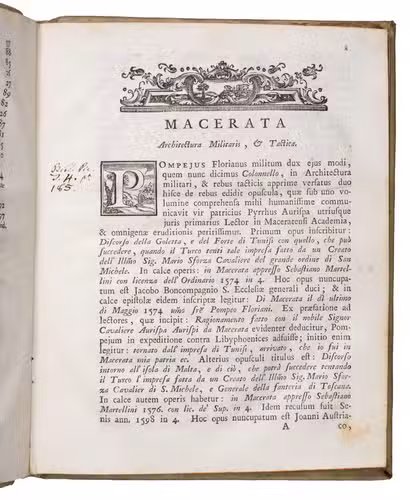 MACERATA
Architectura Militaris, & Tactica.
POMPEJUS Florianus militum dux ejus modi,
quem nunc dicimus Colonnello, in Architectura
militari, & rebus tacticis apprime versatus duo
hisce de rebus edidit opuscula, quæ sub uno vo-
lumine comprehensa mihi humanissime commu-
nicavit vir patricius Pyrrhus Aurispa utriusque
juris primarius Lector in Maceratensi Academia,
& omnigenæ eruditionis peritissimus. Primum opus inscribitur:
Discorso della Goletta, e del Forte di Tunisi con quello, che può
succedere, quando il Turco tenti tale impresa fato da un Creato
dell'Illm̃o Sig. Mario Sforza Cavaliere del grande ordine di San
Michele. In calce operis: in Macerata appresso Sebastiano Martel-
lini con licenza dell'Ordinario 1574 in 4. Hoc opus nuncupa-
tum est Jacobo Boncompagnio S. Ecclesiæ generali duci; & in
calce epistolæ eidem inscriptæ legitur: Di Macerata il dì ultimo
di Maggio 1574 uño srẽ Pompeo Floriani. Ex præfatione ad
lectores, quæ incipit: Ragionamento fatto con il nobile Signor
Cavaliere Aurispa Aurispi da Macerata evidenter deducitur, Pom-
pejum in expeditione contra Libyphoenices adfuisse; initio enim
legitur: tornato dall'impresa di Tunisi, arrivato, che io fui in
Macerata mia patria ec. Alterius opusculi titulus est: Discorso
intorno all'isola di Malta, e di ciò, che potrà succedere tentando
il Turco l'impresa fatta da un Creato dell'Illm̃o Sig. Mario Sfor-
za Cavalier di S. Michele, e Generale della fanteria di Toscana.
In calce autem operis habetur: in Macerata appresso Sebastiano
Martellini 1576. con lic. de' Sup. in 4. Idem recusum fuit Se-
nis ann. 1598 in 4. Hoc opus nuncupatum est Joanni Austria-
A co,